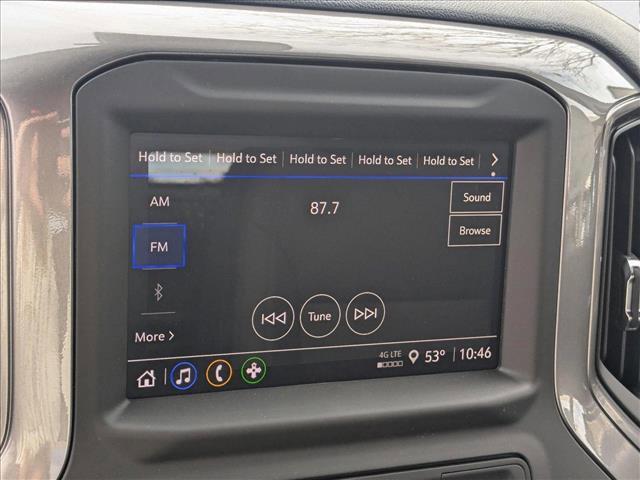 Hold to Set Hold to Set Hold to Set Hold to Set Hold to Set
AM
87.7
Sound
FM
Browse
Tune
More
4G LTE
53° 10:46